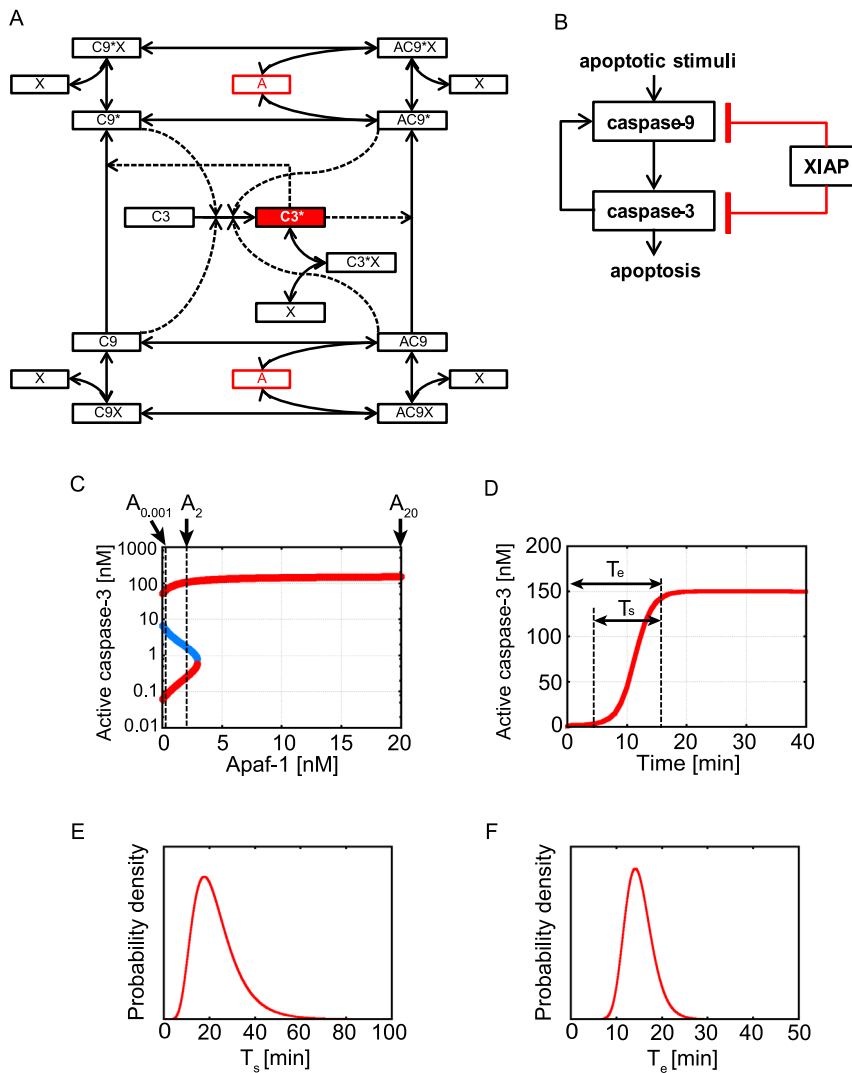 A
C9*X
AC9*X
X
A
X
C9*
AC9*
C3
C3*
C3*X
X
C9
AC9
X
A
X
C9X
AC9X
B
apoptotic stimuli
caspase-9
XIAP
caspase-3
apoptosis
C
A0.001
A2
A20
Active caspase-3 [nM]
1000
100
10
1
0.1
0.01
0
5
10
15
20
Apaf-1 [nM]
D
Active caspase-3 [nM]
200
150
100
50
0
Te
Ts
0
10
20
30
40
Time [min]
E
Probability density
0
20
40
60
80
100
Ts [min]
F
Probability density
0
10
20
30
40
50
Te [min]